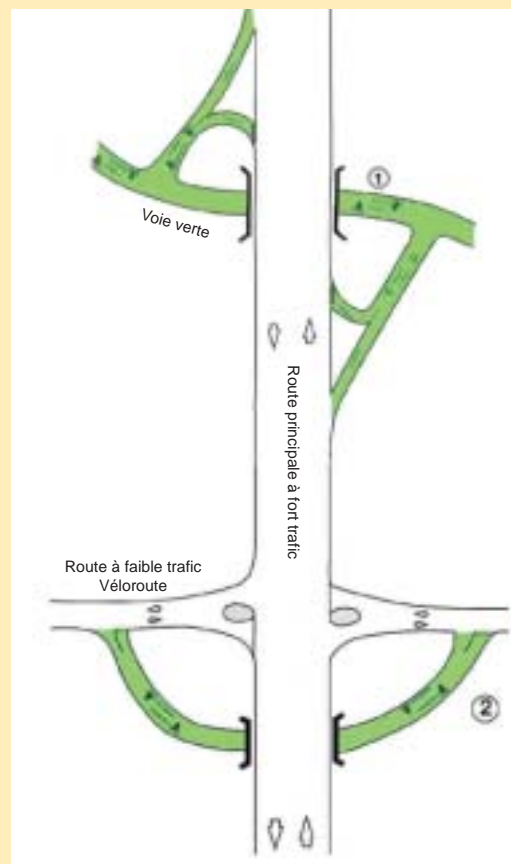 ①
Voie verte
Route principale à fort trafic
Route à faible trafic
Véloroute
②